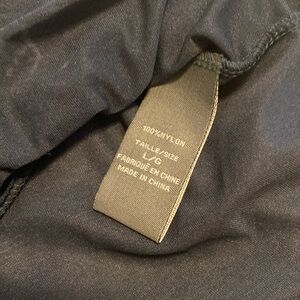 100%NYLON
TAILLE/SIZE
L/G
FABRIQUÉ EN CHINE
MADE IN CHINA